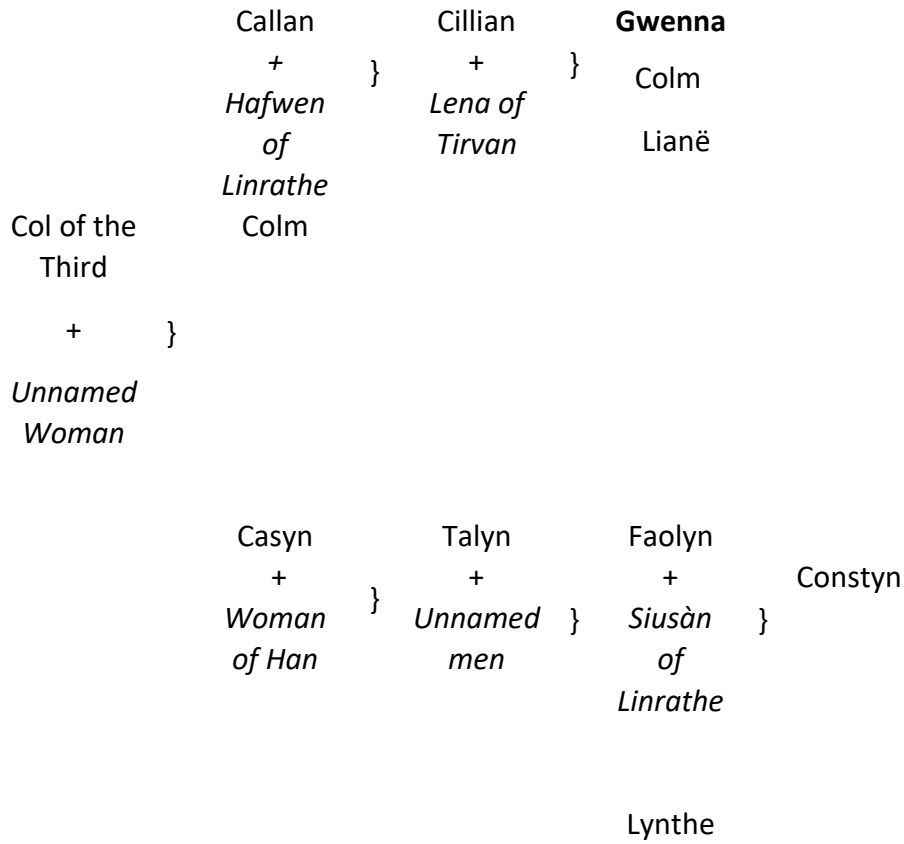 Callan Cillian Gwenna
+ } + } Colm
Hafwen Lena of
of Tirvan Lianë
Linrathe
Col of the Colm
Third
+ }
Unnamed
Woman
Casyn Talyn Faolyn
+ + + Constyn
} } }
Woman Unnamed Siusàn
of Han men of
Linrathe
Lynthe